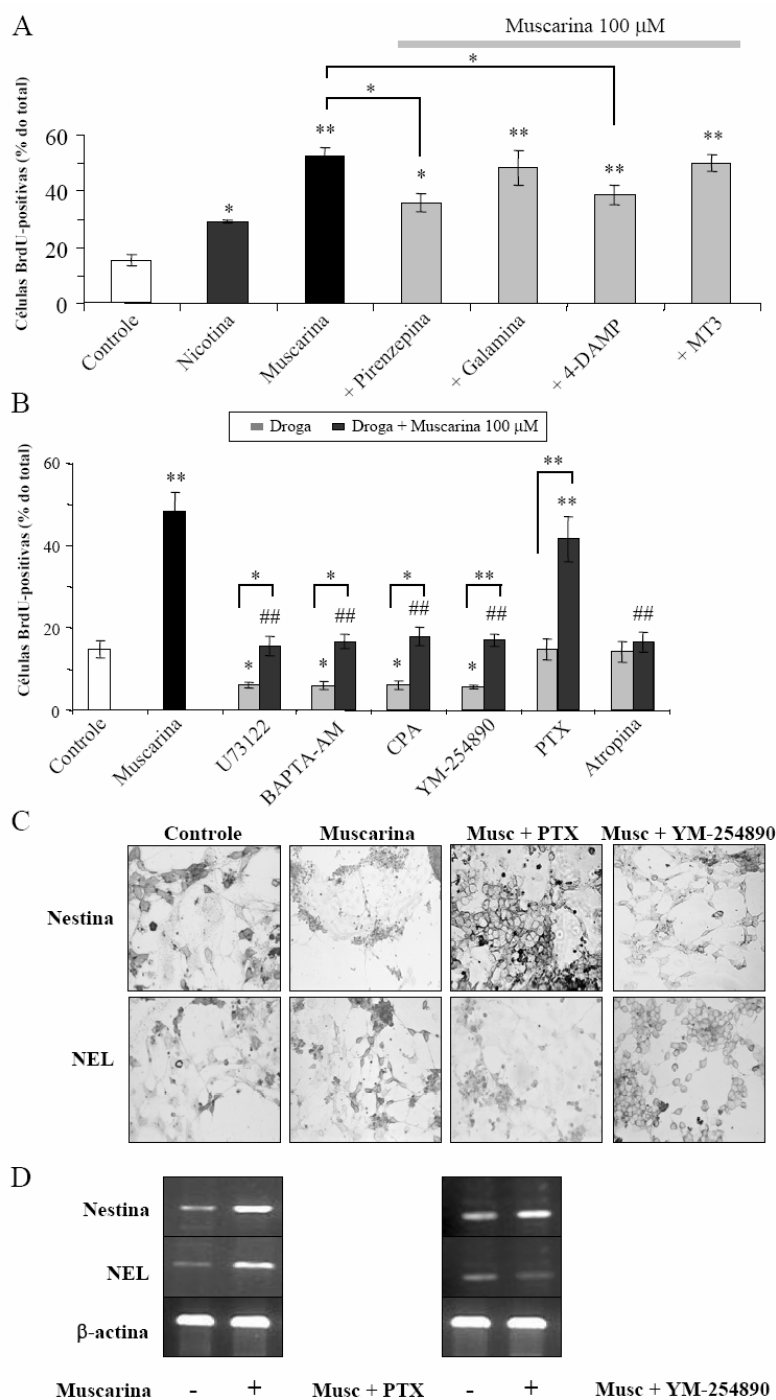 A
Muscarina 100 µM
*
*
**
**
**
**
*
*
Células BrdU-positivas (% do total)
60
40
20
0
Controle
Nicotina
Muscarina
+ Pirenzepina
+ Galamina
+ 4-DAMP
+ MT3
B
Droga Droga + Muscarina 100 µM
Células BrdU-positivas (% do total)
60
40
20
0
**
**
**
* * * **
## ## ## ## ##
* * * *
Controle
Muscarina
U73122
BAPTA-AM
CPA
YM-254890
PTX
Atropina
C
Controle Muscarina Musc + PTX Musc + YM-254890
Nestina
NEL
D
Nestina
NEL
β-actina
Muscarina - + Musc + PTX - + Musc + YM-254890